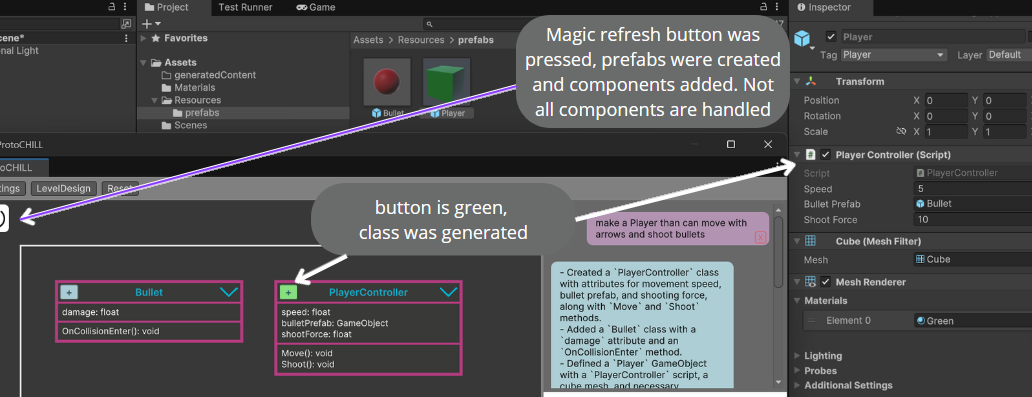 Project
Test Runner
Game
Inspector
cene*
onal Light
Favorites
Assets
generatedContent
Materials
Resources
prefabs
Scenes
Assets > Resources > prefabs
Bullet
Player
Magic refresh button was
pressed, prefabs were created
and components added. Not
all components are handled
Player
Tag Player Layer Default
Transform
Position X 0 Y 0
Rotation X 0 Y 0
Scale X 1 Y 1
Player Controller (Script)
Script PlayerController
Speed 5
Bullet Prefab Bullet
Shoot Force 10
Cube (Mesh Filter)
Mesh Cube
Mesh Renderer
Materials
Element 0 Green
Lighting
Probes
Additional Settings
ProtoCHILL
oCHILL
tings
LevelDesign
Reset
button is green,
class was generated
make a Player than can move with
arrows and shoot bullets
X
- Created a `PlayerController` class
with attributes for movement speed,
bullet prefab, and shooting force,
along with `Move` and `Shoot`
methods.
- Added a `Bullet` class with a
`damage` attribute and an
`OnCollisionEnter` method.
- Defined a `Player` GameObject
with a `PlayerController` script, a
cube mesh, and necessary
+ Bullet
damage: float
OnCollisionEnter(): void
+ PlayerController
speed: float
bulletPrefab: GameObject
shootForce: float
Move(): void
Shoot(): void